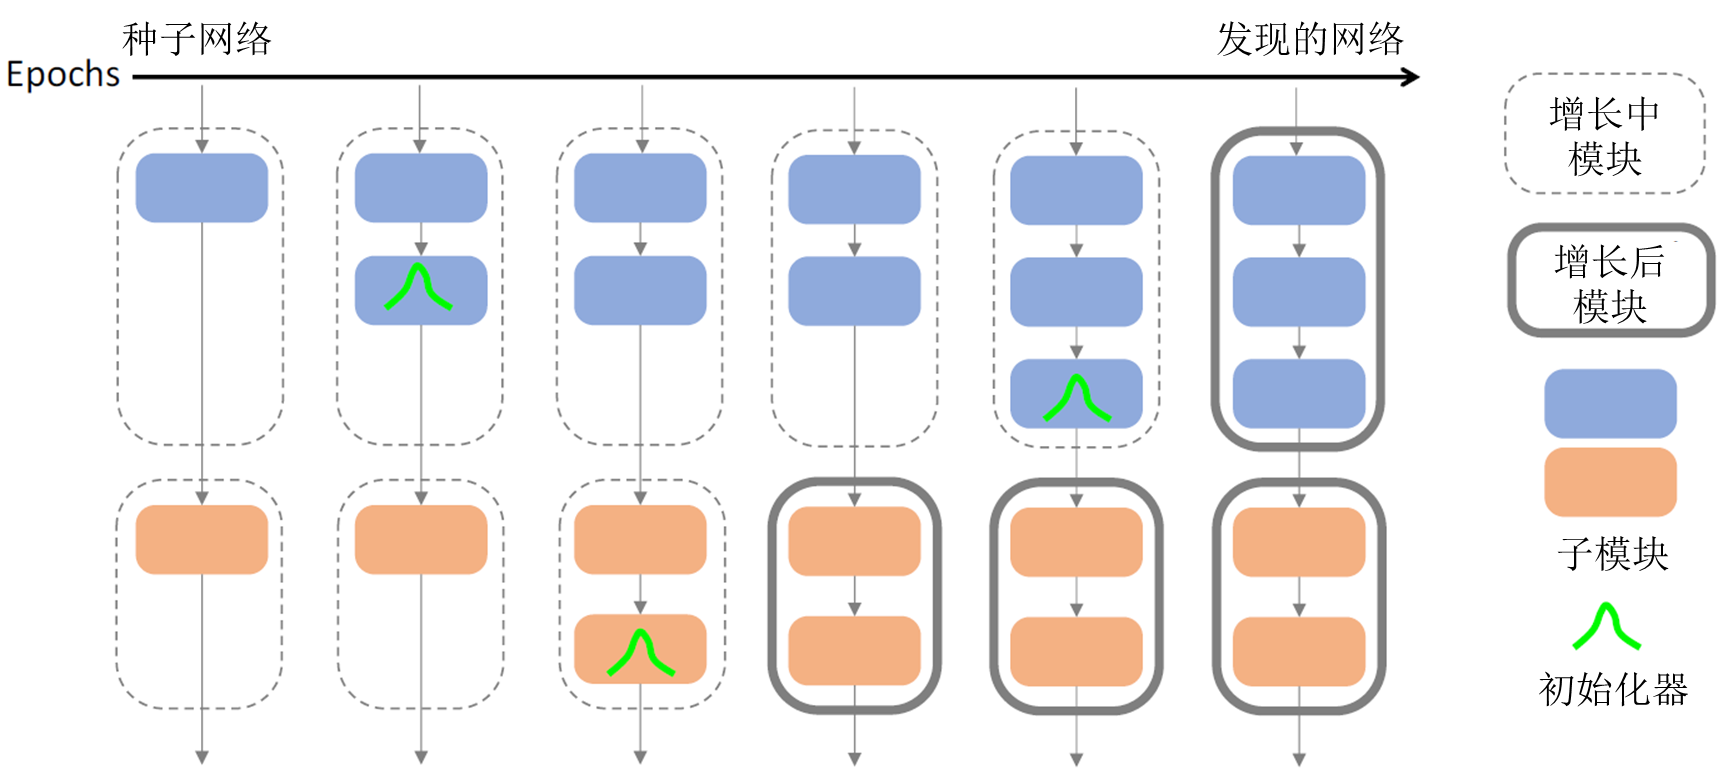 种子网络
发现的网络
Epochs
增长中
模块
增长后
模块
子模块
初始化器